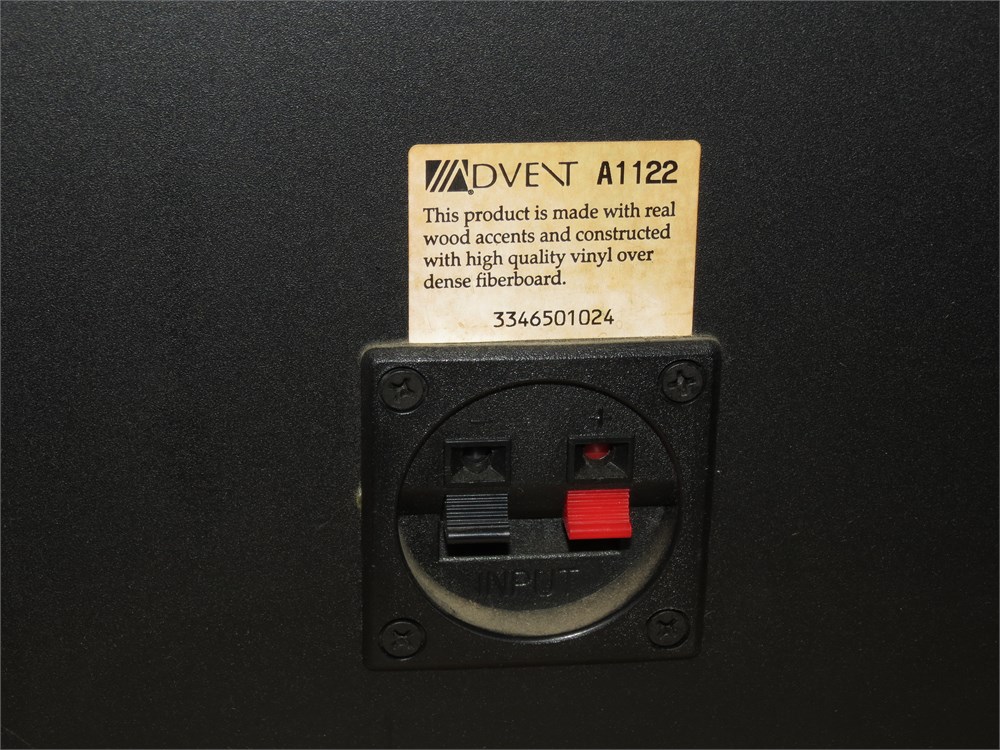 ADVENT® A1122
This product is made with real
wood accents and constructed
with high quality vinyl over
dense fiberboard.
3346501024
- +
INPUT